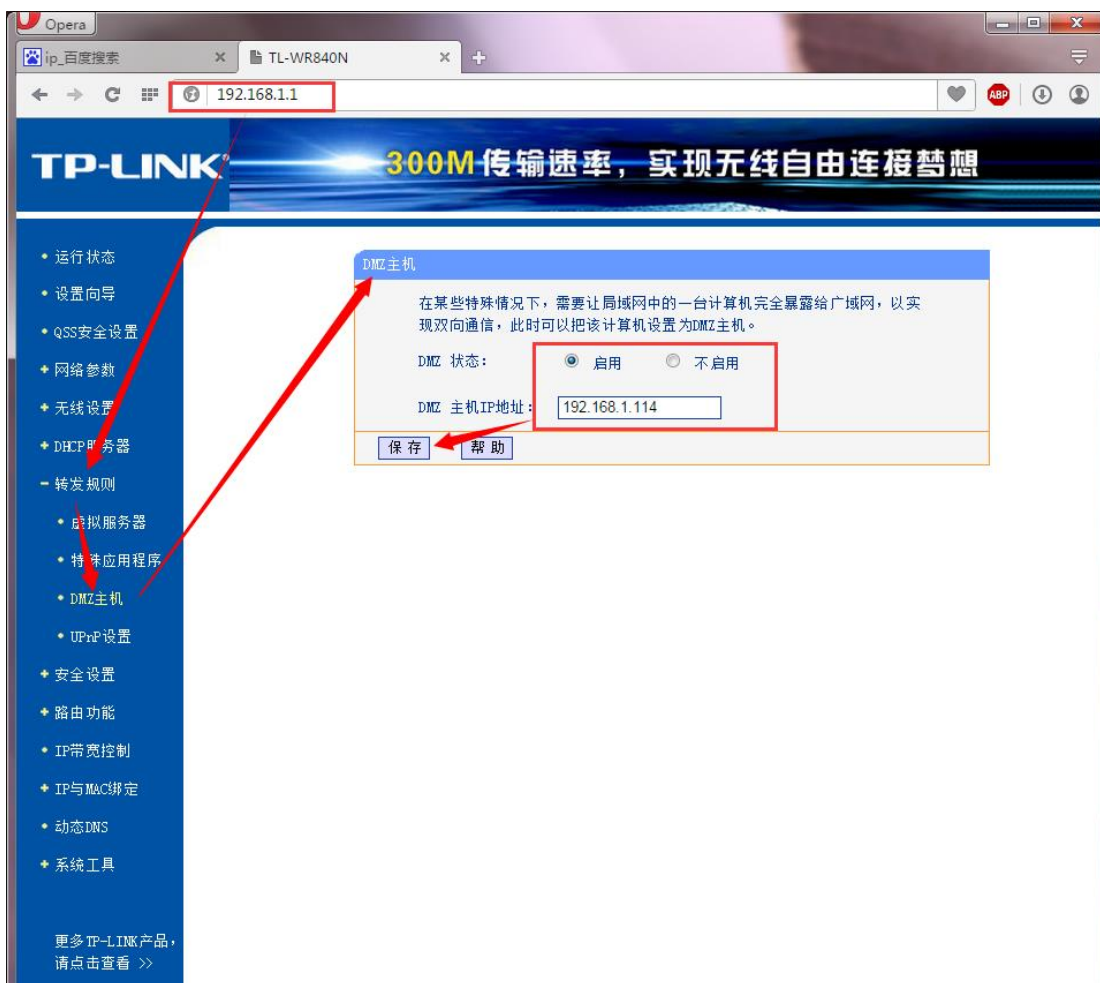 Opera
ip_百度搜索
TL-WR840N
192.168.1.1
ABP
TP-LINK
300M 传输速率，实现无线自由连接梦想
运行状态
设置向导
QSS安全设置
网络参数
无线设置
DHCP服务器
转发规则
虚拟服务器
特殊应用程序
DMZ主机
UPnP设置
安全设置
路由功能
IP带宽控制
IP与MAC绑定
动态DNS
系统工具
更多TP-LINK产品，
请点击查看 >>
DMZ主机
在某些特殊情况下，需要让局域网中的一台计算机完全暴露给广域网，以实
现双向通信，此时可以把该计算机设置为DMZ主机。
DMZ 状态： 启用 不启用
DMZ 主机IP地址： 192.168.1.114
保存 帮助